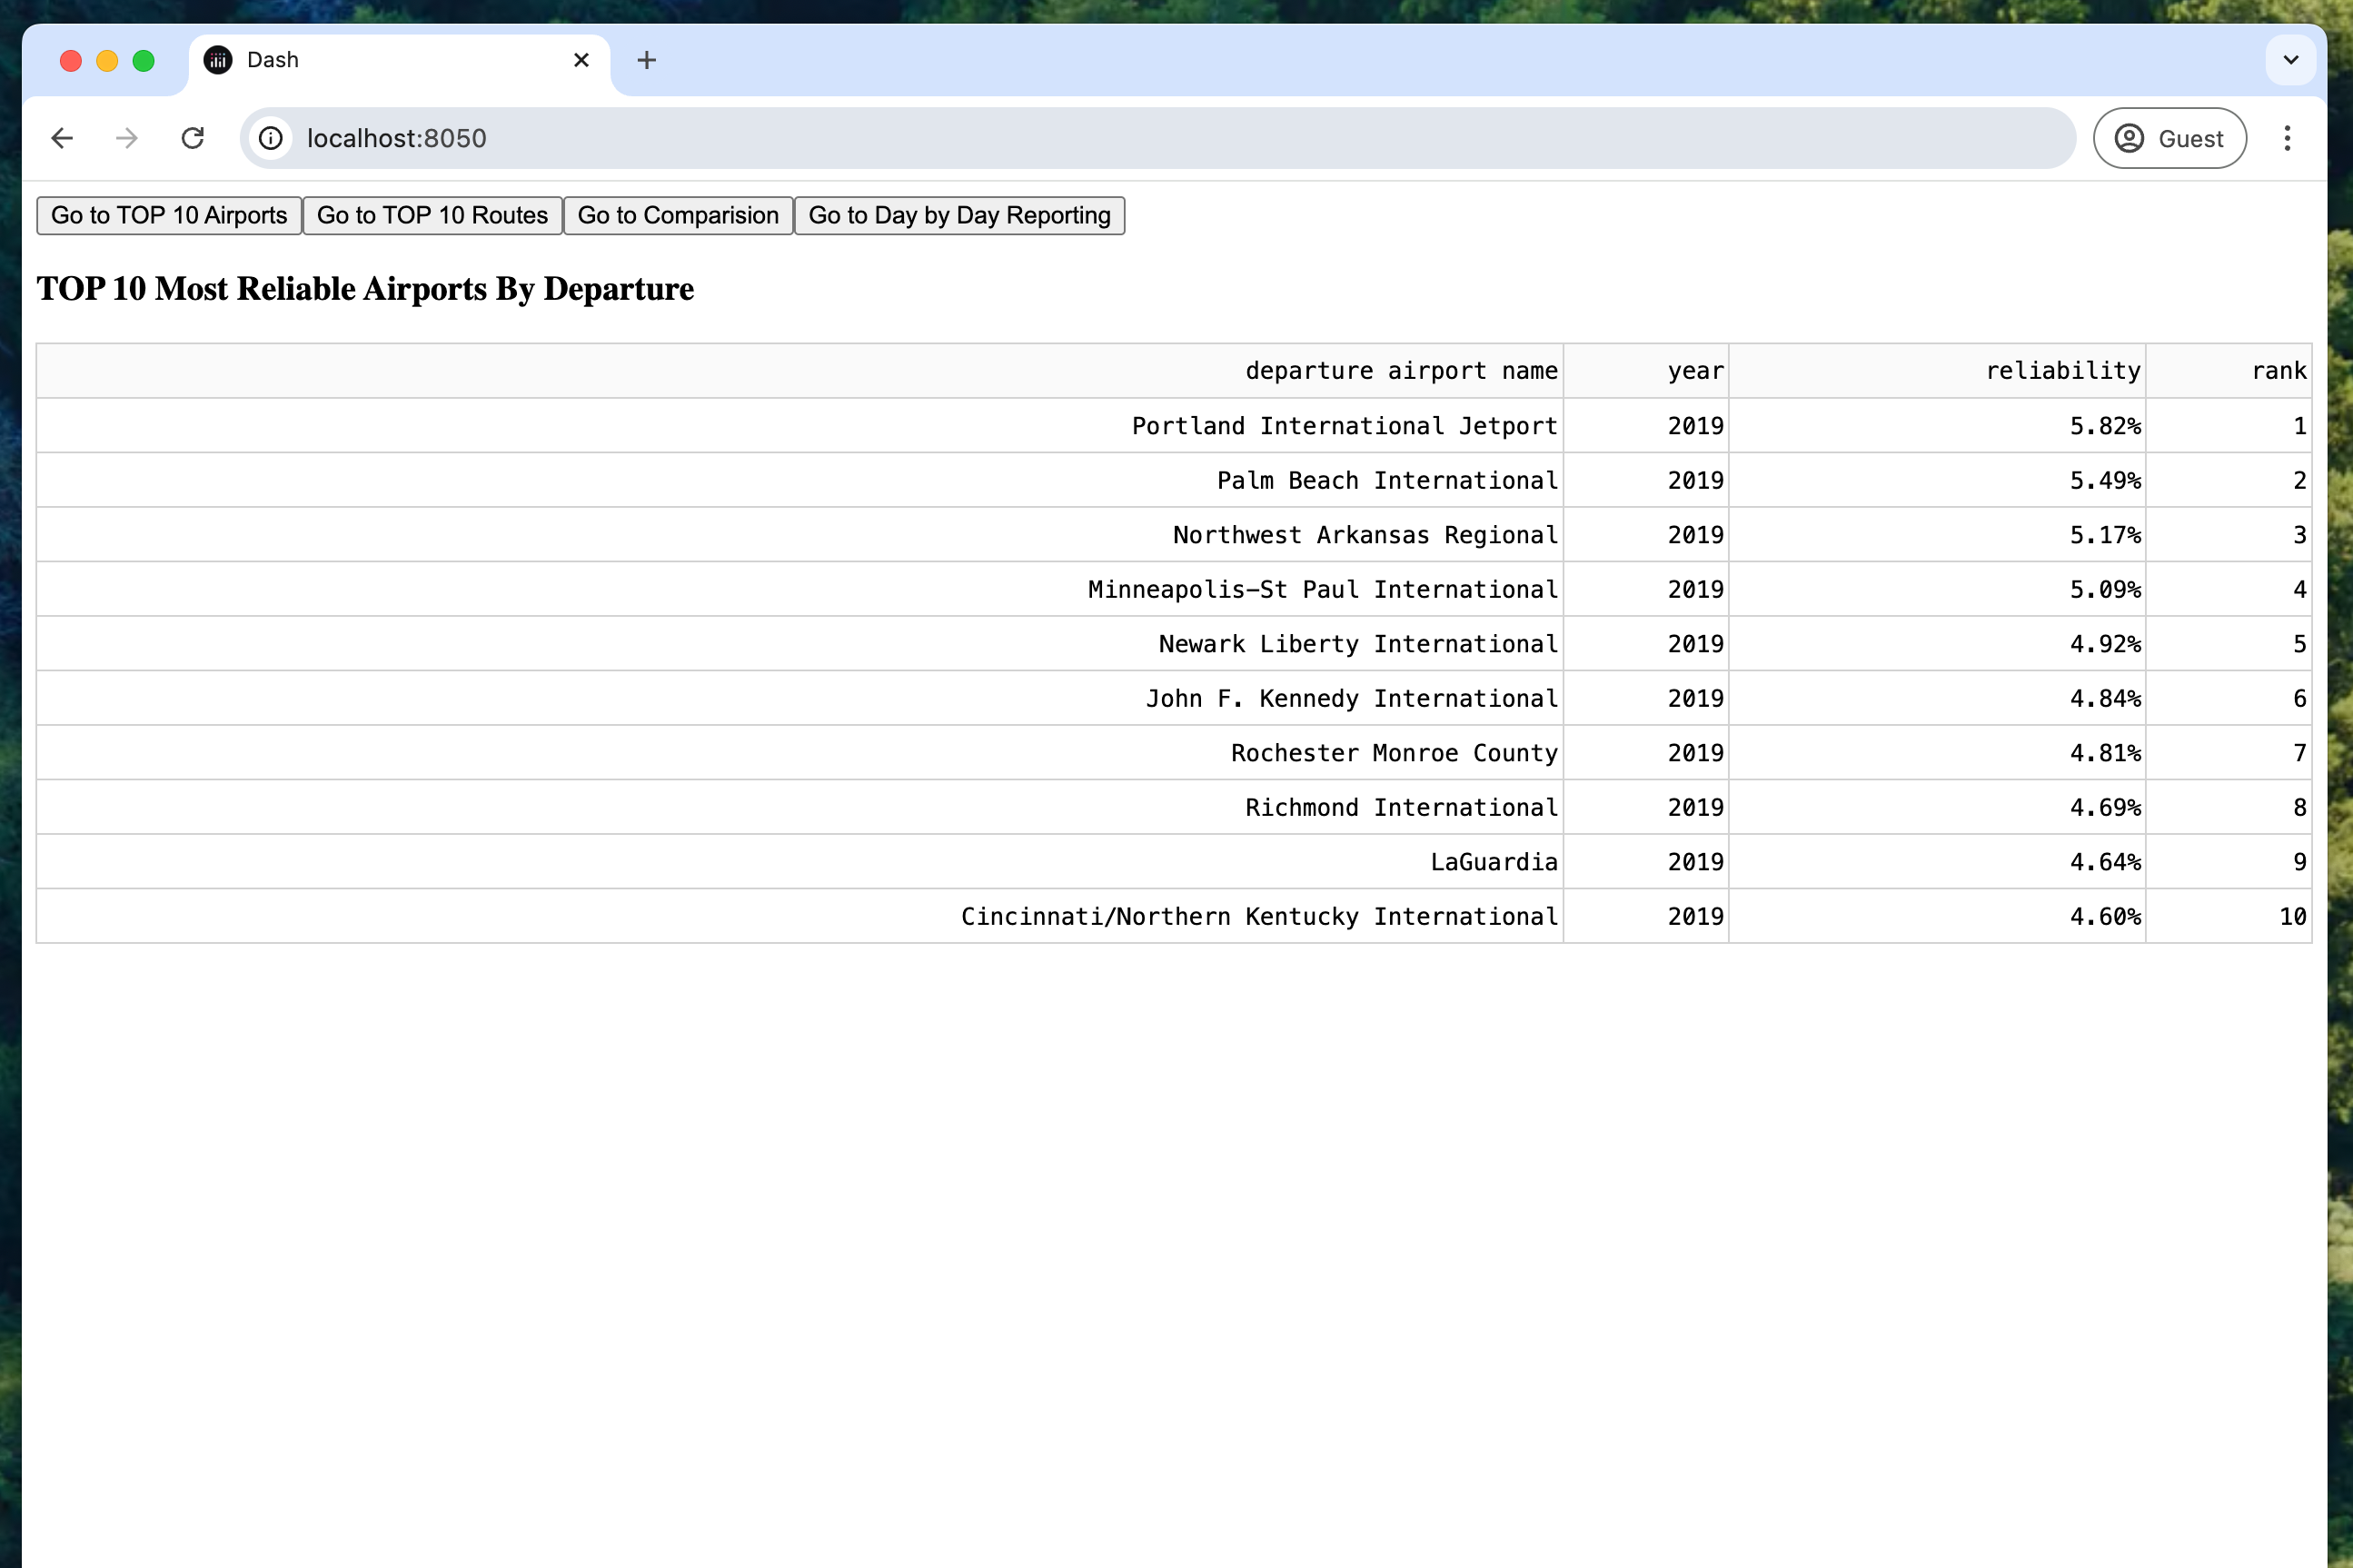 Dash
localhost:8050
Guest
Go to TOP 10 Airports Go to TOP 10 Routes Go to Comparision Go to Day by Day Reporting
TOP 10 Most Reliable Airports By Departure
departure airport name year reliability rank
Portland International Jetport 2019 5.82% 1
Palm Beach International 2019 5.49% 2
Northwest Arkansas Regional 2019 5.17% 3
Minneapolis-St Paul International 2019 5.09% 4
Newark Liberty International 2019 4.92% 5
John F. Kennedy International 2019 4.84% 6
Rochester Monroe County 2019 4.81% 7
Richmond International 2019 4.69% 8
LaGuardia 2019 4.64% 9
Cincinnati/Northern Kentucky International 2019 4.60% 10